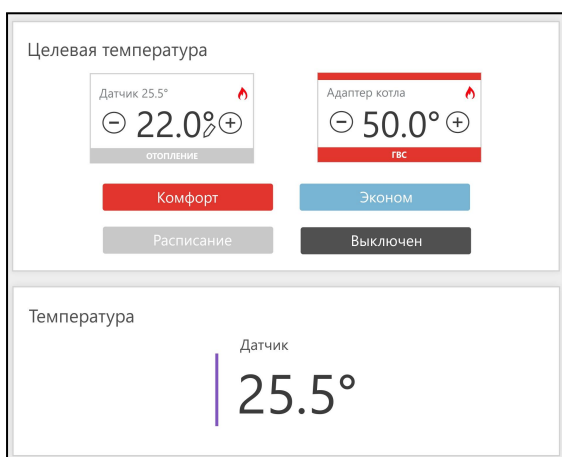 Целевая температура
Датчик 25.5°
22.0°
ОТОПЛЕНИЕ
Адаптер котла
50.0°
ГВС
Комфорт
Эконом
Расписание
Выключен
Температура
Датчик
25.5°